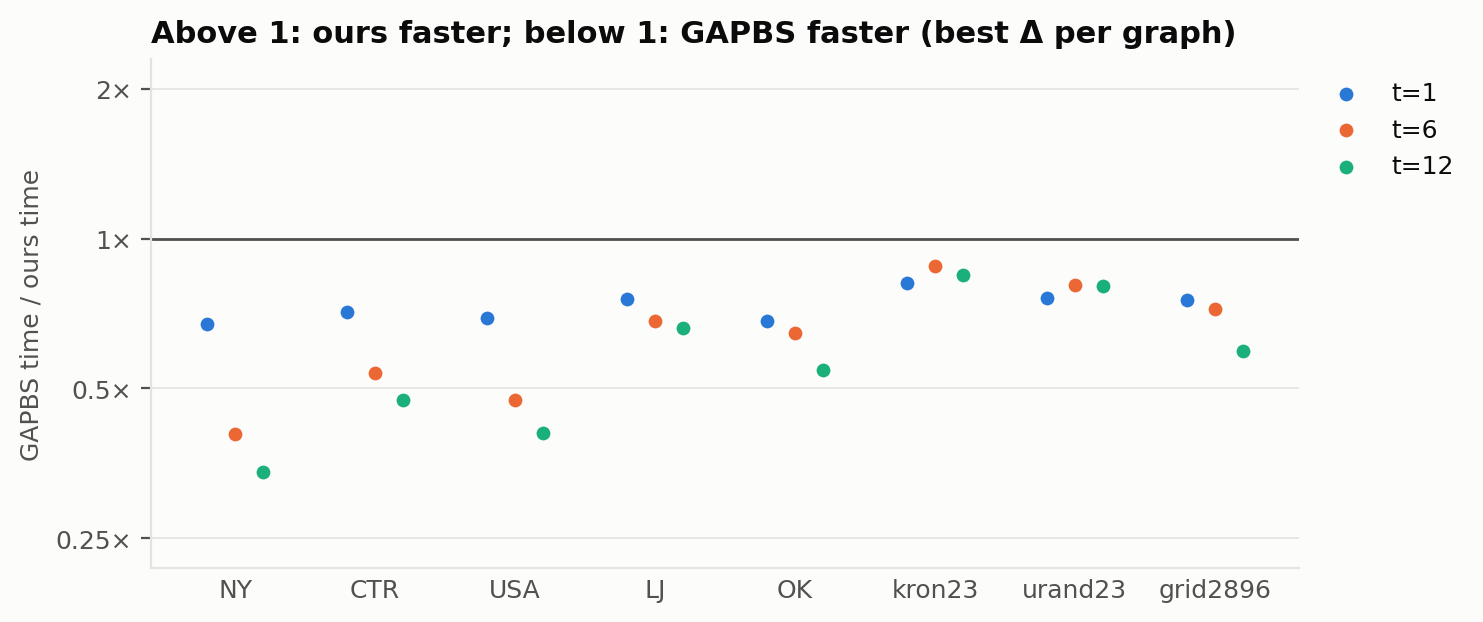 Above 1: ours faster; below 1: GAPBS faster (best Δ per graph)
GAPBS time / ours time
2×
1×
0.5×
0.25×
NY
CTR
USA
LJ
OK
kron23
urand23
grid2896
t=1
t=6
t=12